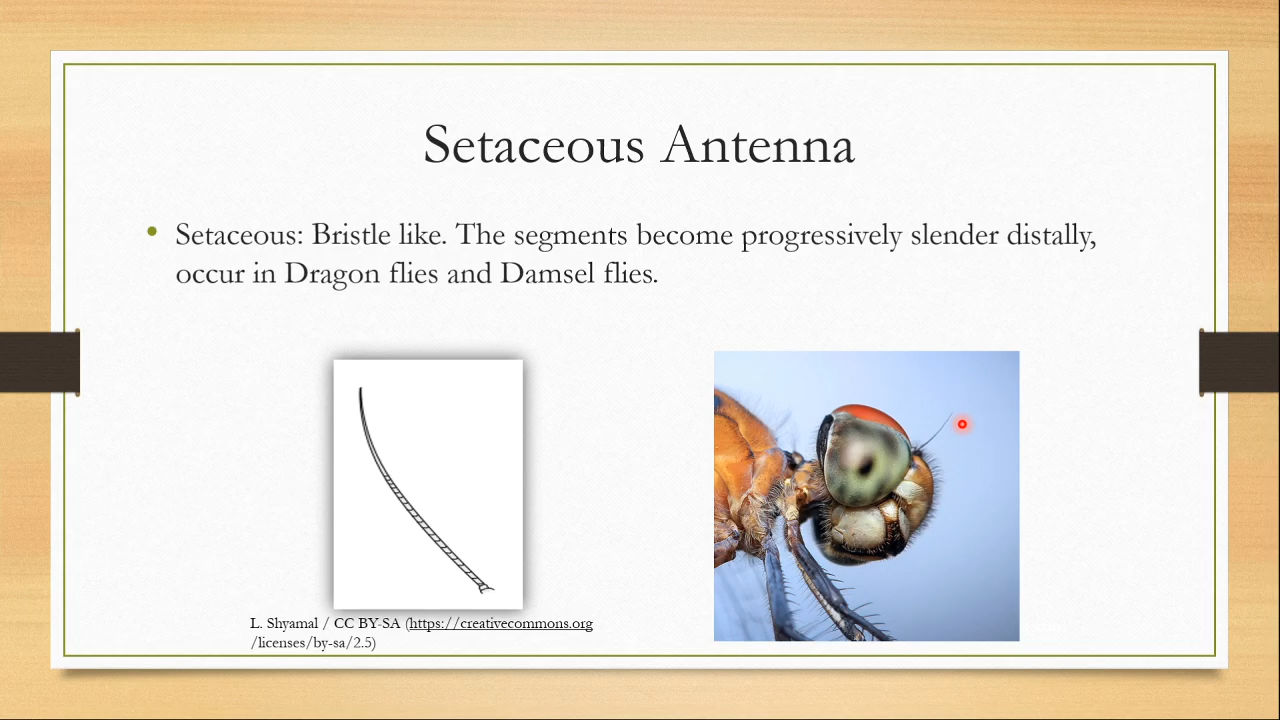 Setaceous Antenna
• Setaceous: Bristle like. The segments become progressively slender distally,
occur in Dragon flies and Damsel flies.
L. Shyamal / CC BY-SA (https://creativecommons.org
/licenses/by-sa/2.5)